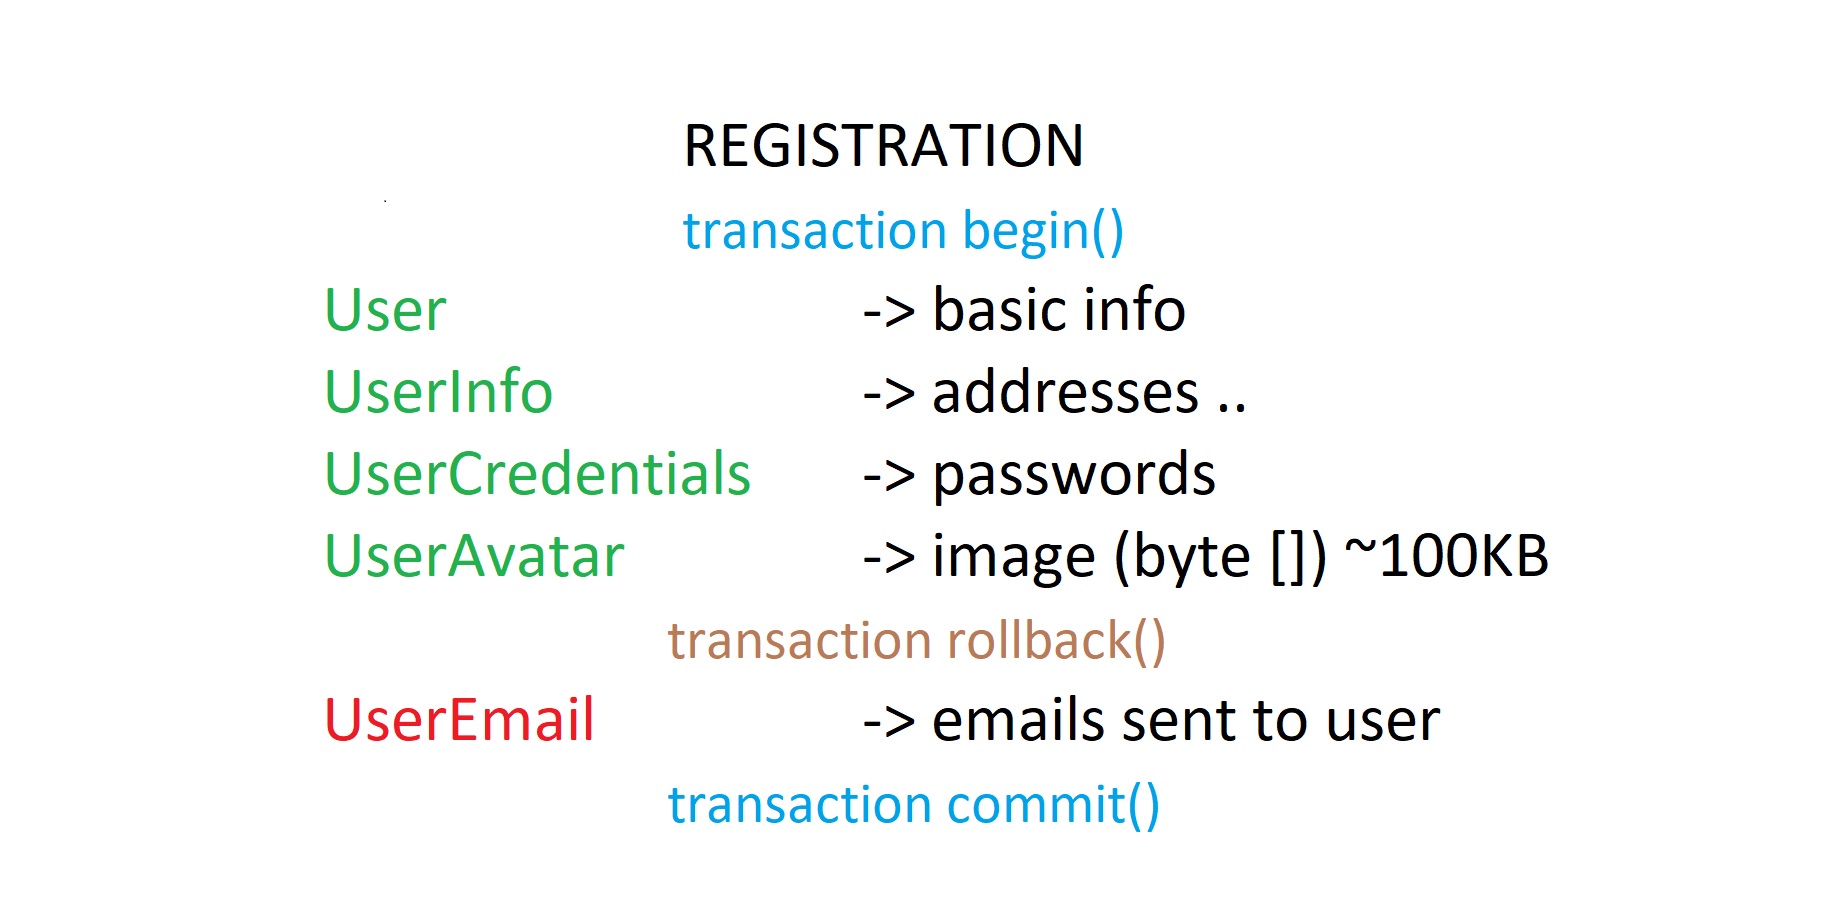 REGISTRATION
transaction begin()
User -> basic info
UserInfo -> addresses ..
UserCredentials -> passwords
UserAvatar -> image (byte []) ~100KB
transaction rollback()
UserEmail -> emails sent to user
transaction commit()